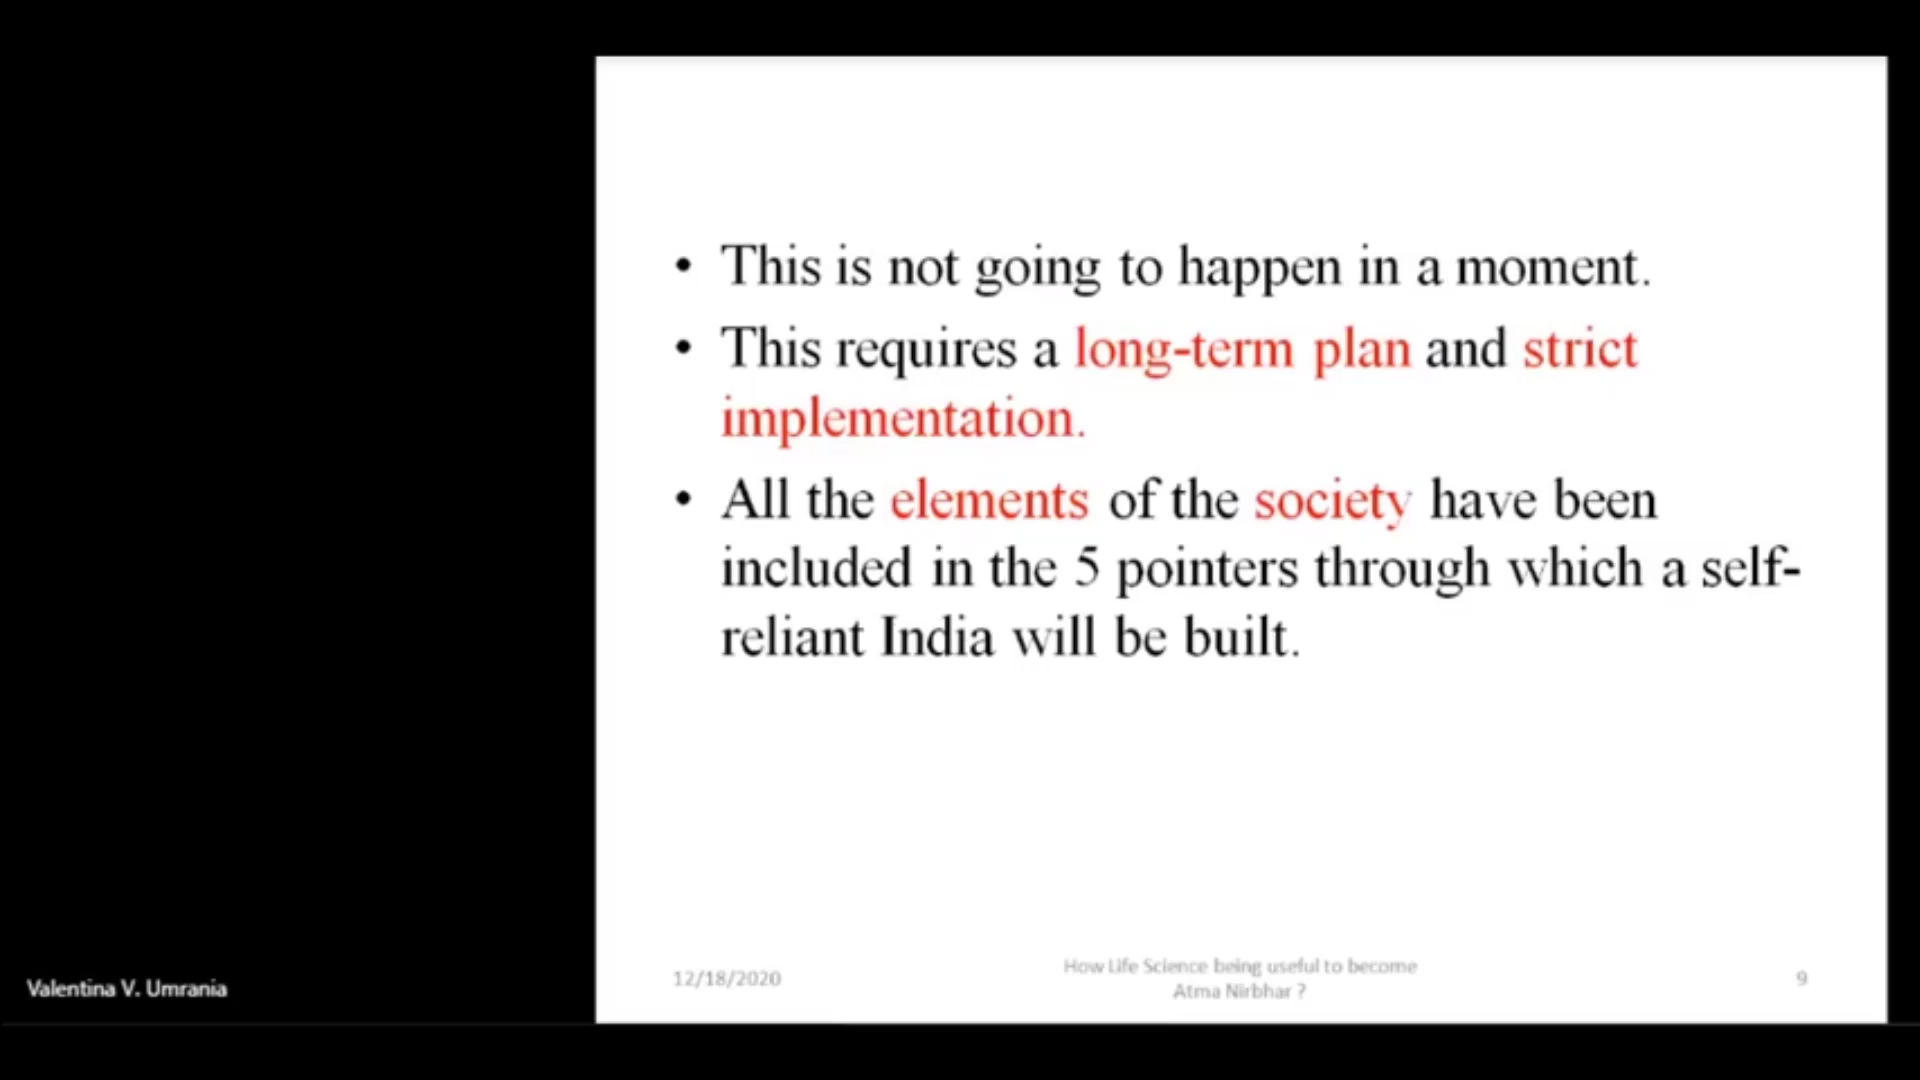 • This is not going to happen in a moment.
• This requires a long-term plan and strict
implementation.
• All the elements of the society have been
included in the 5 pointers through which a self-
reliant India will be built.
Valentina V. Umrania
12/18/2020
How Life Science being useful to become
Atma Nirbhar ?
9